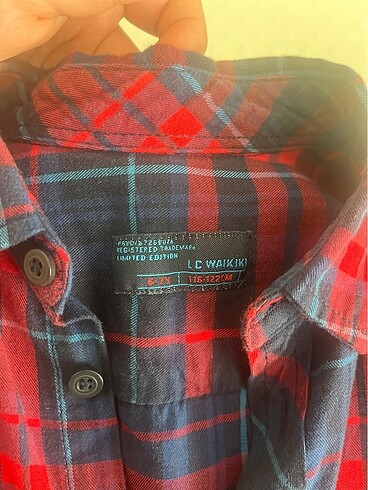 REGISTERED TRADEMARK
LIMITED EDITION
LC WAIKIKI
6-7Y 116-122CM